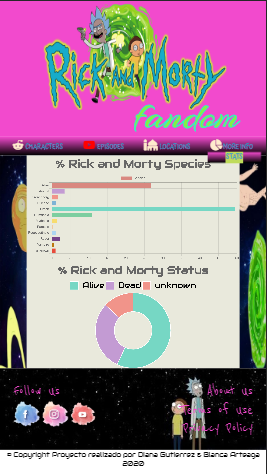 Rick and Morty
fandom
CHARACTERS EPISODES LOCATIONS MORE INFO
STATS
% Rick and Morty Species
% Rick and Morty Status
Alive Dead unknown
Follow Us
About us
Terms of Use
Privacy Policy
© Copyright Proyecto realizado por Diana Gutierrez & Blanca Arteaga
2020